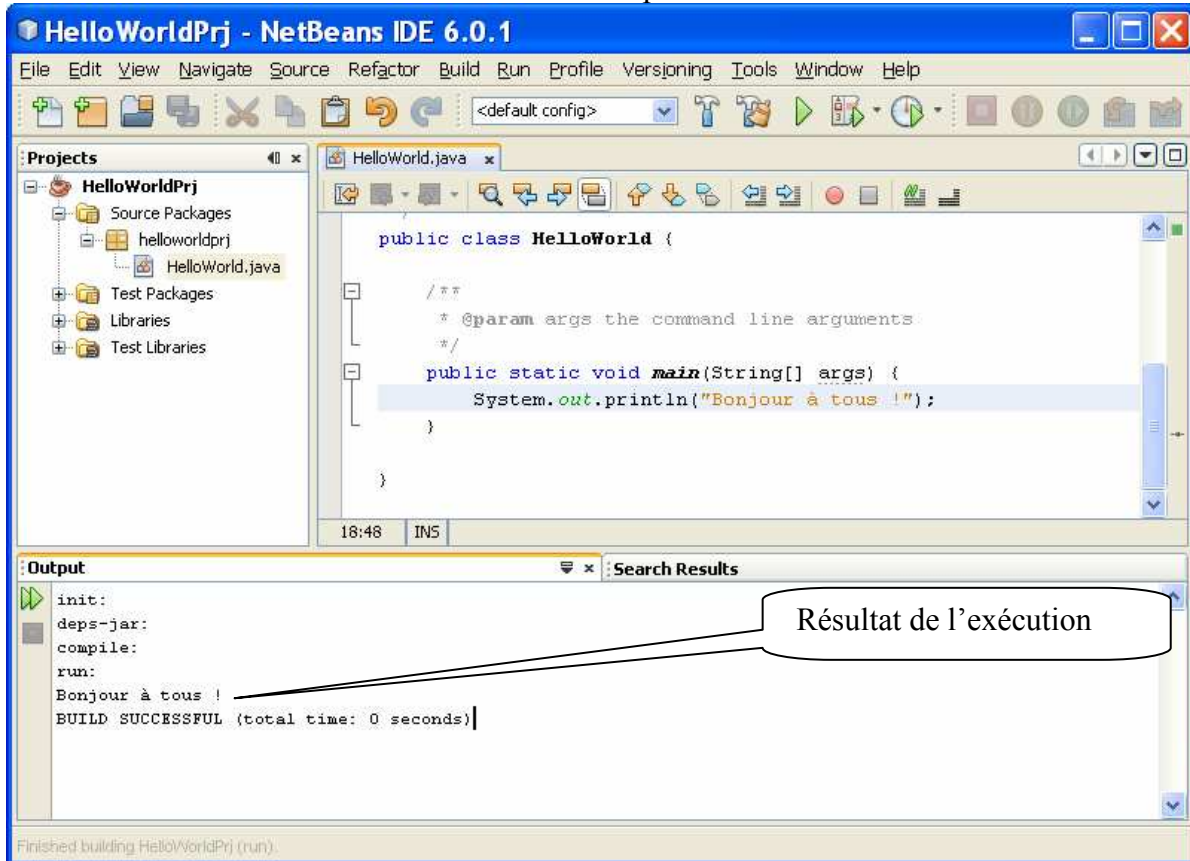 HelloWorldPrj - NetBeans IDE 6.0.1
File Edit View Navigate Source Refactor Build Run Profile Versioning Tools Window Help
<default config>
Projects
HelloWorldPrj
Source Packages
helloworldprj
HelloWorld.java
Test Packages
Libraries
Test Libraries
HelloWorld.java
public class HelloWorld {
/**
* @param args the command line arguments
*/
public static void main(String[] args) {
System.out.println("Bonjour à tous !");
}
}
18:48 INS
Output
Search Results
init:
deps-jar:
compile:
run:
Bonjour à tous !
BUILD SUCCESSFUL (total time: 0 seconds)
Résultat de l'exécution
Finished building HelloWorldPrj (run).